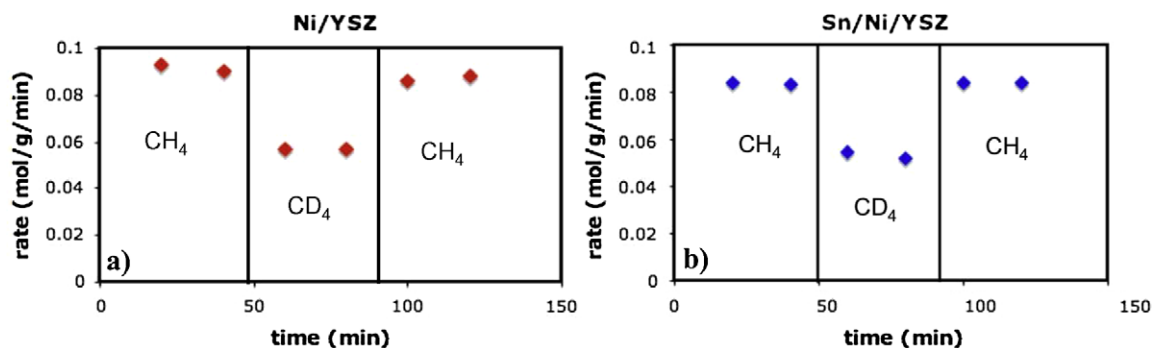 Ni/YSZ
rate (mol/g/min)
0.1
0.08
0.06
0.04
0.02
0
CH₄
CD₄
CH₄
a)
0
50
100
150
time (min)
Sn/Ni/YSZ
rate (mol/g/min)
0.1
0.08
0.06
0.04
0.02
0
CH₄
CD₄
CH₄
b)
0
50
100
150
time (min)